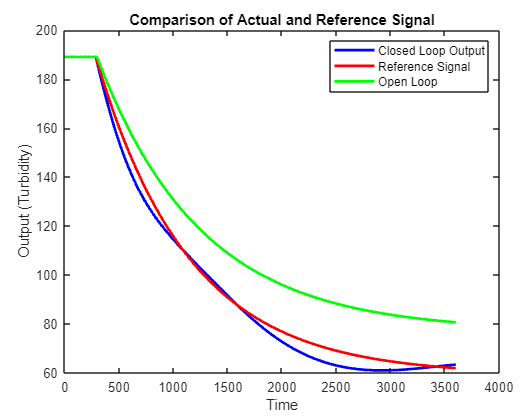 Comparison of Actual and Reference Signal
200
180
160
140
120
100
80
60
Output (Turbidity)
Closed Loop Output
Reference Signal
Open Loop
0 500 1000 1500 2000 2500 3000 3500 4000
Time